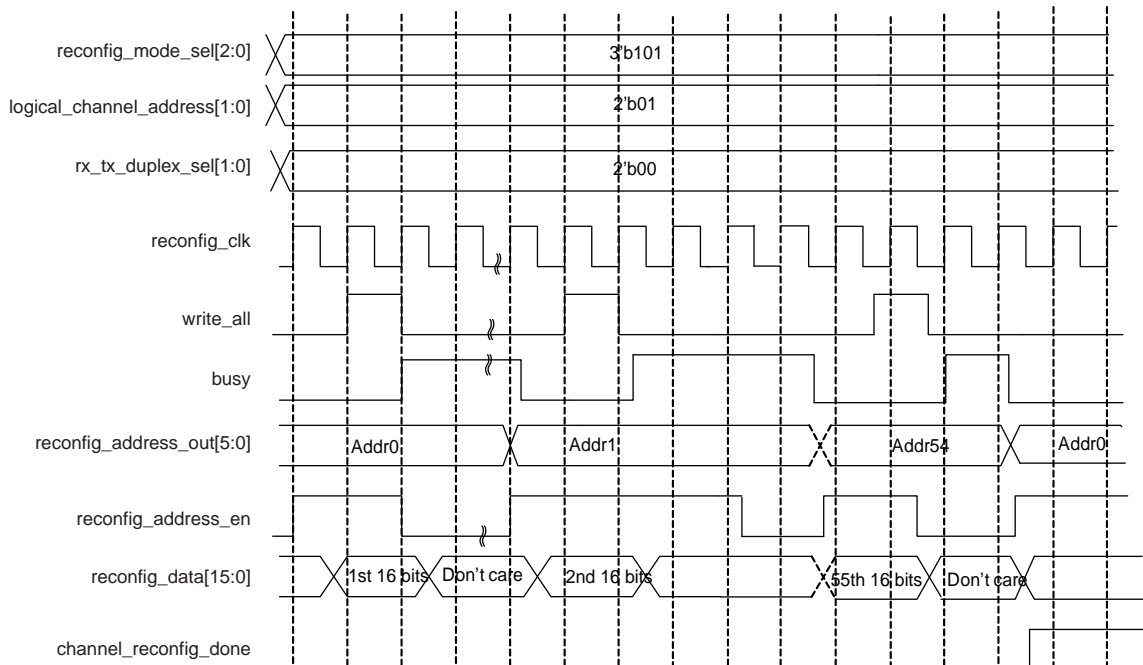 reconfig_mode_sel[2:0] 3'b101
logical_channel_address[1:0] 2'b01
rx_tx_duplex_sel[1:0] 2'b00
reconfig_clk
write_all
busy
reconfig_address_out[5:0] Addr0 Addr1 Addr54 Addr0
reconfig_address_en
reconfig_data[15:0] 1st 16 bits Don't care 2nd 16 bits 55th 16 bits Don't care
channel_reconfig_done